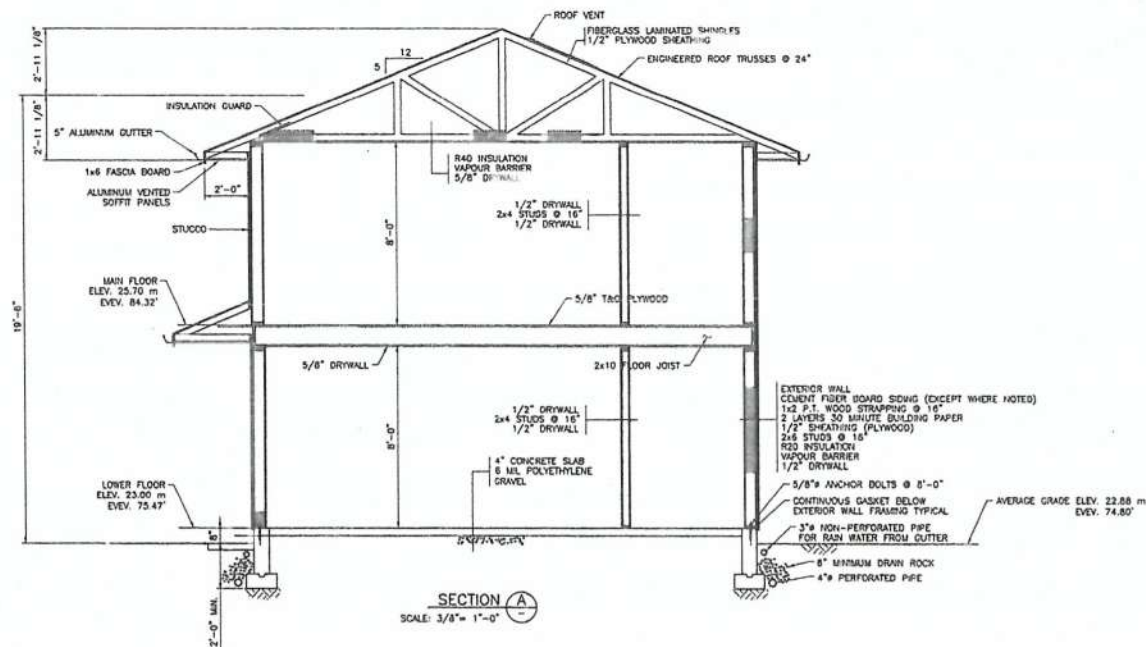 ROOF VENT
FIBERGLASS LAMINATED SHINGLES
1/2" PLYWOOD SHEATHING
ENGINEERED ROOF TRUSSES @ 24"
12
5
2'-11 1/8"
2'-11 1/8"
INSULATION GUARD
5" ALUMINUM GUTTER
1x6 FASCIA BOARD
ALUMINUM VENTED
SOFFIT PANELS
2'-0"
STUCCO
R40 INSULATION
VAPOUR BARRIER
5/8" DRYWALL
1/2" DRYWALL
2x4 STUDS @ 16"
1/2" DRYWALL
8'-0"
MAIN FLOOR
ELEV. 25.70 m
EVEV. 84.32'
19'-6"
5/8" T&G PLYWOOD
5/8" DRYWALL
2x10 FLOOR JOIST
1/2" DRYWALL
2x4 STUDS @ 16"
1/2" DRYWALL
8'-0"
EXTERIOR WALL
CEMENT FIBER BOARD SIDING (EXCEPT WHERE NOTED)
1x2 P.T. WOOD STRAPPING @ 16"
2 LAYERS 30 MINUTE BUILDING PAPER
1/2" SHEATHING (PLYWOOD)
2x6 STUDS @ 16"
R20 INSULATION
VAPOUR BARRIER
1/2" DRYWALL
4" CONCRETE SLAB
6 MIL POLYETHYLENE
GRAVEL
LOWER FLOOR
ELEV. 23.00 m
EVEV. 75.47'
5/8"ø ANCHOR BOLTS @ 8'-0"
CONTINUOUS GASKET BELOW
EXTERIOR WALL FRAMING TYPICAL
AVERAGE GRADE ELEV. 22.88 m
EVEV. 74.80'
3"ø NON-PERFORATED PIPE
FOR RAIN WATER FROM GUTTER
8"
6" MINIMUM DRAIN ROCK
4"ø PERFORATED PIPE
2'-0" MIN.
SECTION A
SCALE: 3/8"= 1'-0"